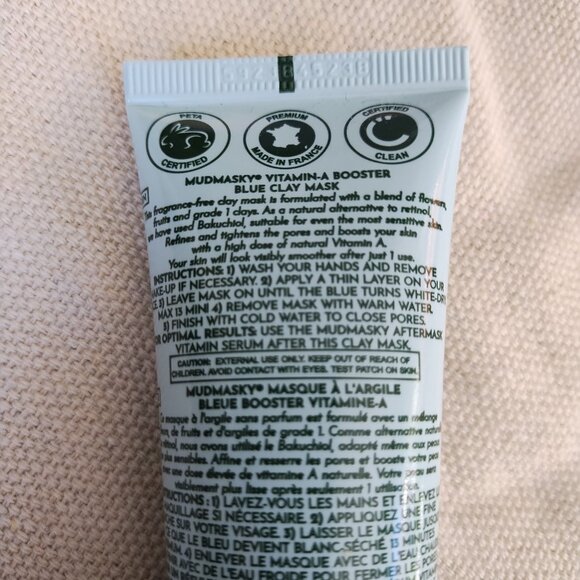 PETA
CERTIFIED
PREMIUM
MADE IN FRANCE
CERTIFIED
CLEAN
MUDMASKY® VITAMIN-A BOOSTER
BLUE CLAY MASK
This fragrance-free clay mask is formulated with a blend of flowers,
fruits and grade 1 clays. As a natural alternative to retinol,
we have used Bakuchiol, suitable for even the most sensitive skin.
Refines and tightens the pores and boosts your skin
with a high dose of natural Vitamin A.
Your skin will look visibly smoother after just 1 use.
INSTRUCTIONS: 1) WASH YOUR HANDS AND REMOVE
MAKE-UP IF NECESSARY. 2) APPLY A THIN LAYER ON YOUR
3) LEAVE MASK ON UNTIL THE BLUE TURNS WHITE-DRY
MAX 13 MIN! 4) REMOVE MASK WITH WARM WATER.
5) FINISH WITH COLD WATER TO CLOSE PORES.
FOR OPTIMAL RESULTS: USE THE MUDMASKY AFTERMASK
VITAMIN SERUM AFTER THIS CLAY MASK.
CAUTION: EXTERNAL USE ONLY. KEEP OUT OF REACH OF
CHILDREN. AVOID CONTACT WITH EYES. TEST PATCH ON SKIN.
MUDMASKY® MASQUE À L'ARGILE
BLEUE BOOSTER VITAMINE-A
Ce masque à l'argile sans parfum est formulé avec un mélange
de fruits et d'argiles de grade 1. Comme alternative naturelle
rétinol, nous avons utilisé le Bakuchiol, adapté même aux peaux
plus sensibles. Affine et resserre les pores et booste votre peau
avec une dose élevée de vitamine A naturelle. Votre peau sera
visiblement plus lisse après seulement 1 utilisation.
1) LAVEZ-VOUS LES MAINS ET ENLEVEZ LE
MAQUILLAGE SI NÉCESSAIRE. 2) APPLIQUEZ UNE FINE
SUR VOTRE VISAGE. 3) LAISSER LE MASQUE JUSQU'À
QUE LE BLEU DEVIENT BLANC-SÉCHÉ 13 MINUTES
4) ENLEVER LE MASQUE AVEC DE L'EAU
DE L'EAU FROIDE POUR FERMER LES PORES